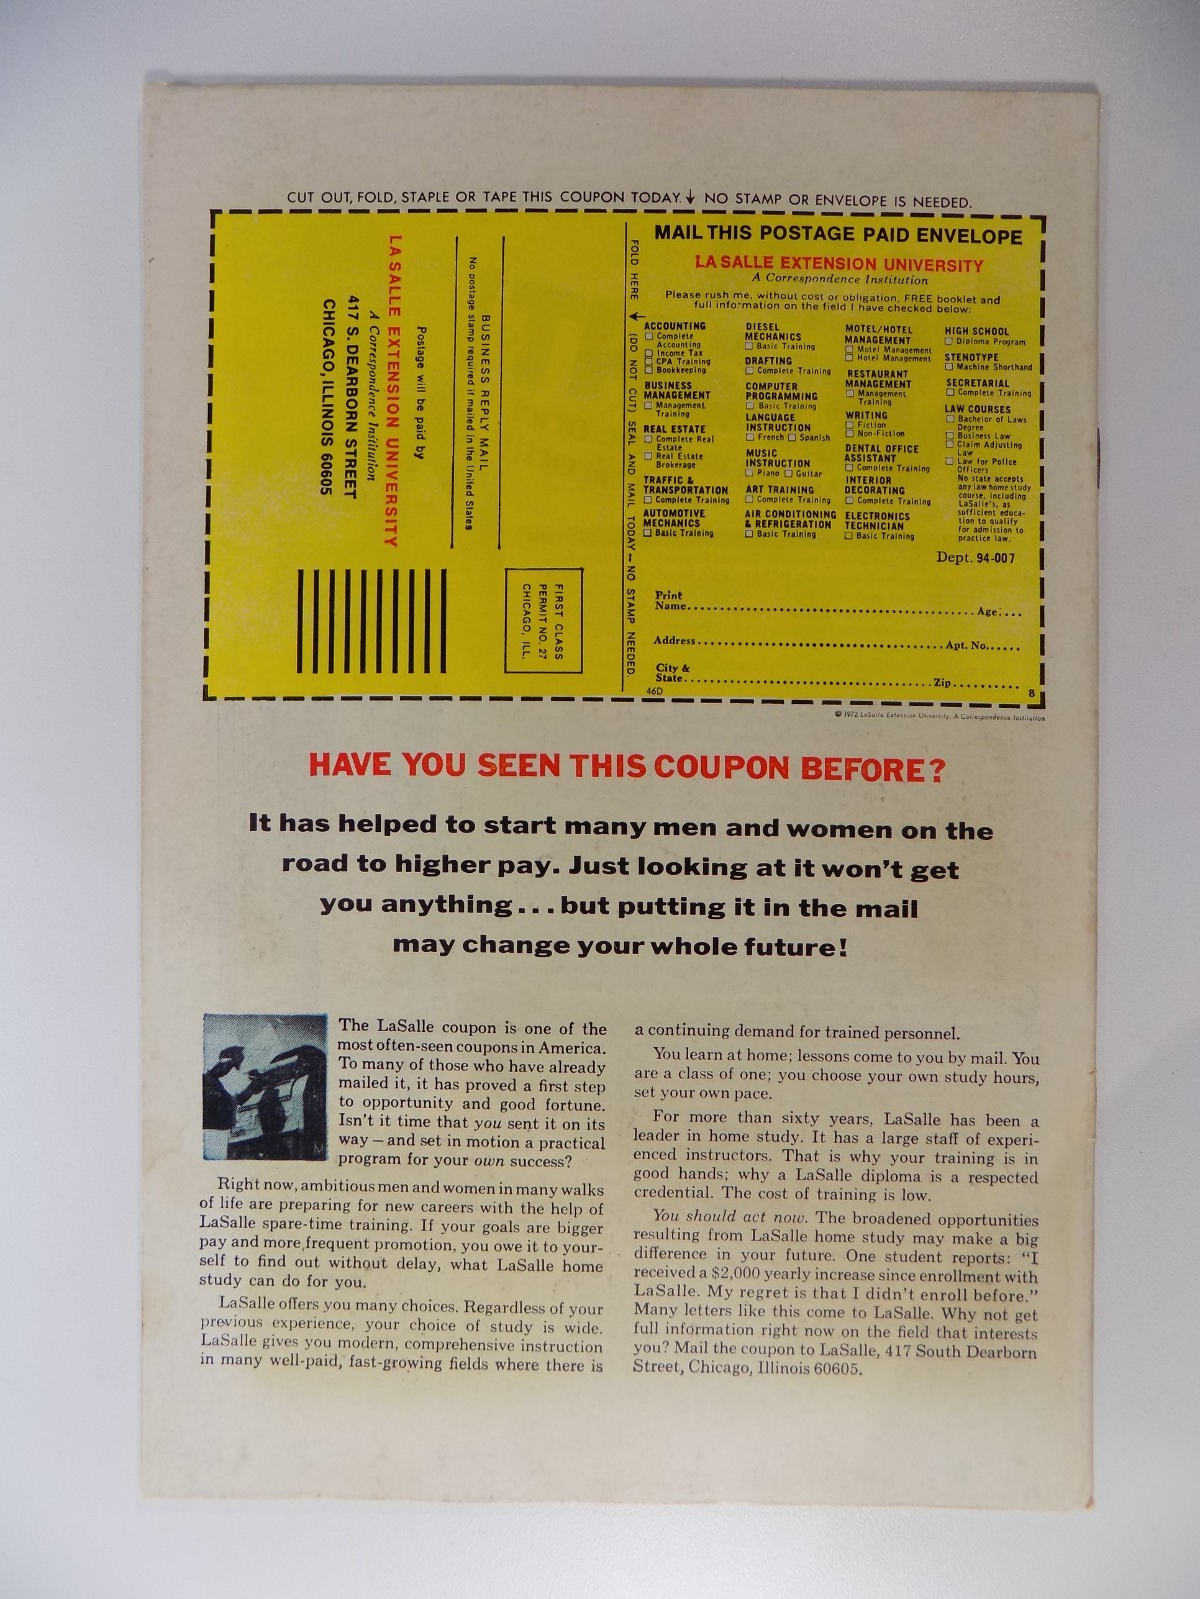 CUT OUT, FOLD, STAPLE OR TAPE THIS COUPON TODAY. ↓ NO STAMP OR ENVELOPE IS NEEDED.
BUSINESS REPLY MAIL
No postage stamp required if mailed in the United States
Postage will be paid by
LA SALLE EXTENSION UNIVERSITY
A Correspondence Institution
417 S. DEARBORN STREET
CHICAGO, ILLINOIS 60605
FIRST CLASS
PERMIT NO. 27
CHICAGO, ILL.
FOLD HERE ← (DO NOT CUT) SEAL AND MAIL TODAY — NO STAMP NEEDED.
MAIL THIS POSTAGE PAID ENVELOPE
LA SALLE EXTENSION UNIVERSITY
A Correspondence Institution
Please rush me, without cost or obligation, FREE booklet and
full information on the field I have checked below:
ACCOUNTING
☐ Complete
Accounting
☐ Income Tax
☐ CPA Training
☐ Bookkeeping
BUSINESS
MANAGEMENT
☐ Management
Training
REAL ESTATE
☐ Complete Real
Estate
☐ Real Estate
Brokerage
TRAFFIC &
TRANSPORTATION
☐ Complete Training
AUTOMOTIVE
MECHANICS
☐ Basic Training
DIESEL
MECHANICS
☐ Basic Training
DRAFTING
☐ Complete Training
COMPUTER
PROGRAMMING
☐ Basic Training
LANGUAGE
INSTRUCTION
☐ French ☐ Spanish
MUSIC
INSTRUCTION
☐ Piano ☐ Guitar
ART TRAINING
☐ Complete Training
AIR CONDITIONING
& REFRIGERATION
☐ Basic Training
MOTEL/HOTEL
MANAGEMENT
☐ Motel Management
☐ Hotel Management
RESTAURANT
MANAGEMENT
☐ Management
Training
WRITING
☐ Fiction
☐ Non-Fiction
DENTAL OFFICE
ASSISTANT
☐ Complete Training
INTERIOR
DECORATING
☐ Complete Training
ELECTRONICS
TECHNICIAN
☐ Basic Training
HIGH SCHOOL
☐ Diploma Program
STENOTYPE
☐ Machine Shorthand
SECRETARIAL
☐ Complete Training
LAW COURSES
☐ Bachelor of Laws
Degree
☐ Business Law
☐ Claim Adjusting
Law
☐ Law for Police
Officers
No state accepts
any law home study
course, including
LaSalle's, as
sufficient educa-
tion to qualify
for admission to
practice law.
Dept. 94-007
Print
Name.............................................Age....
Address.............................................Apt. No......
City &
State.............................................Zip..........
46D 8
© 1972 LaSalle Extension University, A Correspondence Institution
HAVE YOU SEEN THIS COUPON BEFORE?
It has helped to start many men and women on the
road to higher pay. Just looking at it won't get
you anything...but putting it in the mail
may change your whole future!
The LaSalle coupon is one of the
most often-seen coupons in America.
To many of those who have already
mailed it, it has proved a first step
to opportunity and good fortune.
Isn't it time that you sent it on its
way — and set in motion a practical
program for your own success?
Right now, ambitious men and women in many walks
of life are preparing for new careers with the help of
LaSalle spare-time training. If your goals are bigger
pay and more frequent promotion, you owe it to your-
self to find out without delay, what LaSalle home
study can do for you.
LaSalle offers you many choices. Regardless of your
previous experience, your choice of study is wide.
LaSalle gives you modern, comprehensive instruction
in many well-paid, fast-growing fields where there is
a continuing demand for trained personnel.
You learn at home; lessons come to you by mail. You
are a class of one; you choose your own study hours,
set your own pace.
For more than sixty years, LaSalle has been a
leader in home study. It has a large staff of experi-
enced instructors. That is why your training is in
good hands; why a LaSalle diploma is a respected
credential. The cost of training is low.
You should act now. The broadened opportunities
resulting from LaSalle home study may make a big
difference in your future. One student reports: "I
received a $2,000 yearly increase since enrollment with
LaSalle. My regret is that I didn't enroll before."
Many letters like this come to LaSalle. Why not get
full information right now on the field that interests
you? Mail the coupon to LaSalle, 417 South Dearborn
Street, Chicago, Illinois 60605.